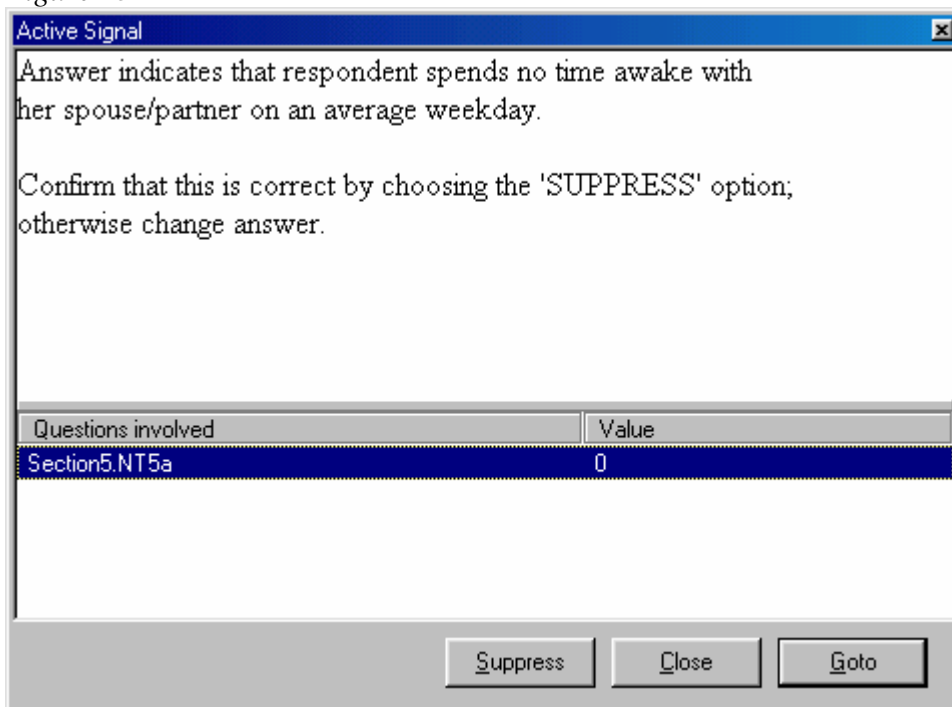 Active Signal
Answer indicates that respondent spends no time awake with
her spouse/partner on an average weekday.
Confirm that this is correct by choosing the 'SUPPRESS' option;
otherwise change answer.
Questions involved Value
Section5.NT5a 0
Suppress Close Goto